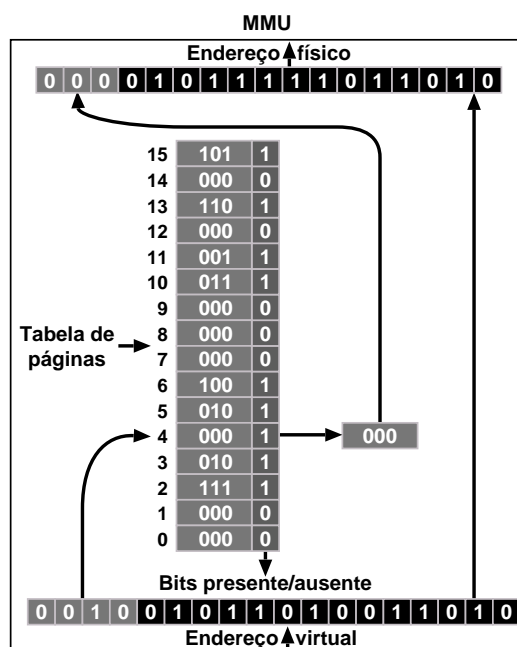 MMU
Endereço físico
0 0 0 0 1 0 1 1 1 1 1 0 1 1 0 1 0
15 101 1
14 000 0
13 110 1
12 000 0
11 001 1
10 011 1
9 000 0
8 000 0
7 000 0
6 100 1
5 010 1
4 000 1
3 010 1
2 111 1
1 000 0
0 000 0
Tabela de
páginas
000
Bits presente/ausente
0 0 1 0 0 1 0 1 1 0 1 0 0 1 1 0 1 0
Endereço virtual